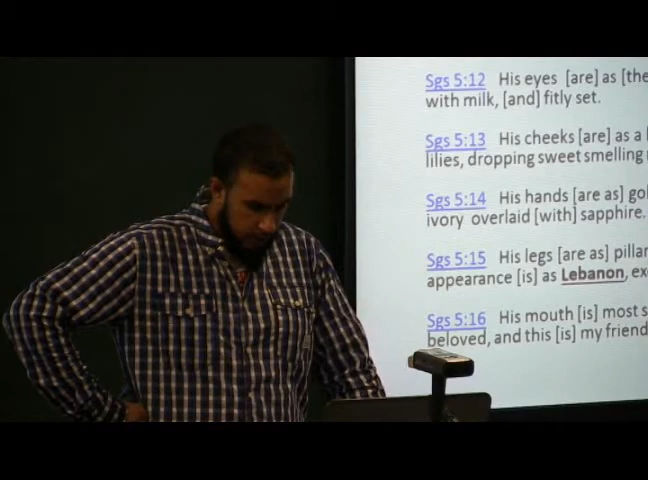 Sgs 5:12 His eyes [are] as [the
with milk, [and] fitly set.
Sgs 5:13 His cheeks [are] as a
lilies, dropping sweet smelling
Sgs 5:14 His hands [are as] gol
ivory overlaid [with] sapphire.
Sgs 5:15 His legs [are as] pillar
appearance [is] as Lebanon, ex
Sgs 5:16 His mouth [is] most s
beloved, and this [is] my friend